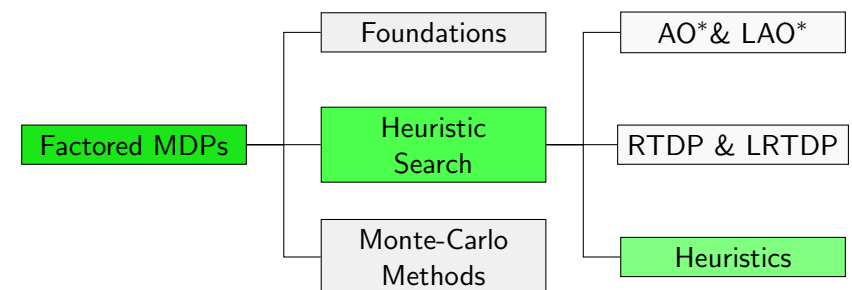 Foundations
AO*& LAO*
Factored MDPs
Heuristic
Search
RTDP & LRTDP
Monte-Carlo
Methods
Heuristics